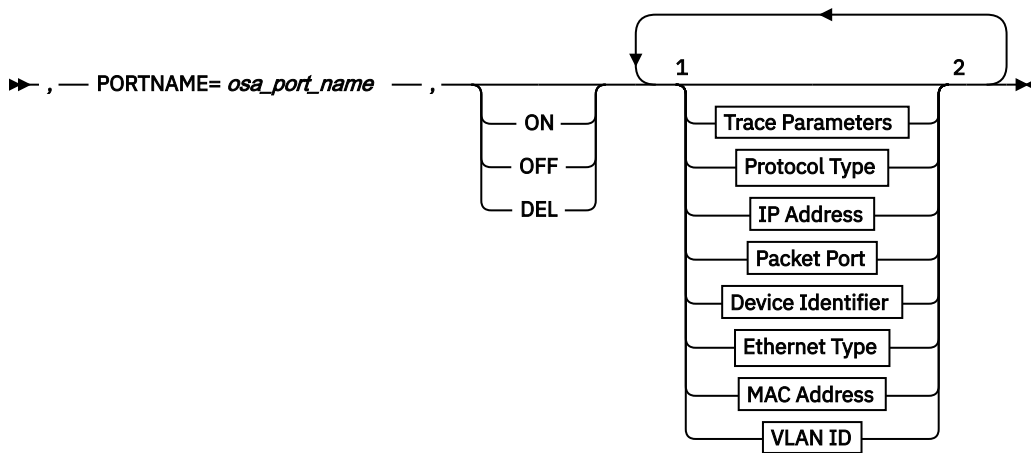 1 2
, PORTNAME= osa_port_name ,
ON
OFF
DEL
Trace Parameters
Protocol Type
IP Address
Packet Port
Device Identifier
Ethernet Type
MAC Address
VLAN ID